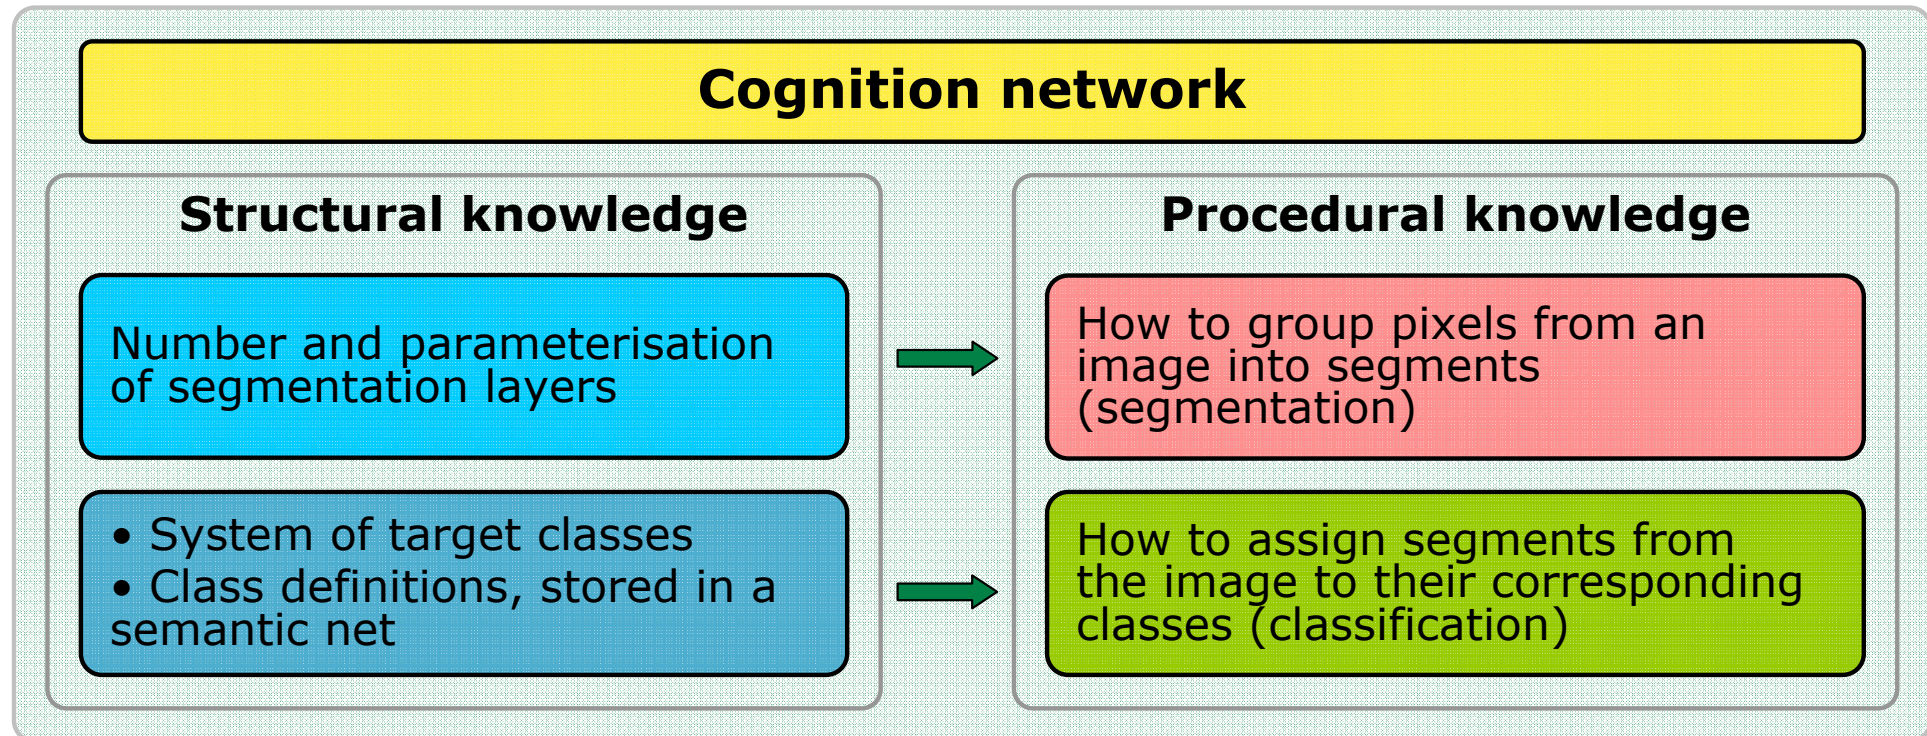 Cognition network
Structural knowledge
Number and parameterisation
of segmentation layers
• System of target classes
• Class definitions, stored in a
semantic net
Procedural knowledge
How to group pixels from an
image into segments
(segmentation)
How to assign segments from
the image to their corresponding
classes (classification)